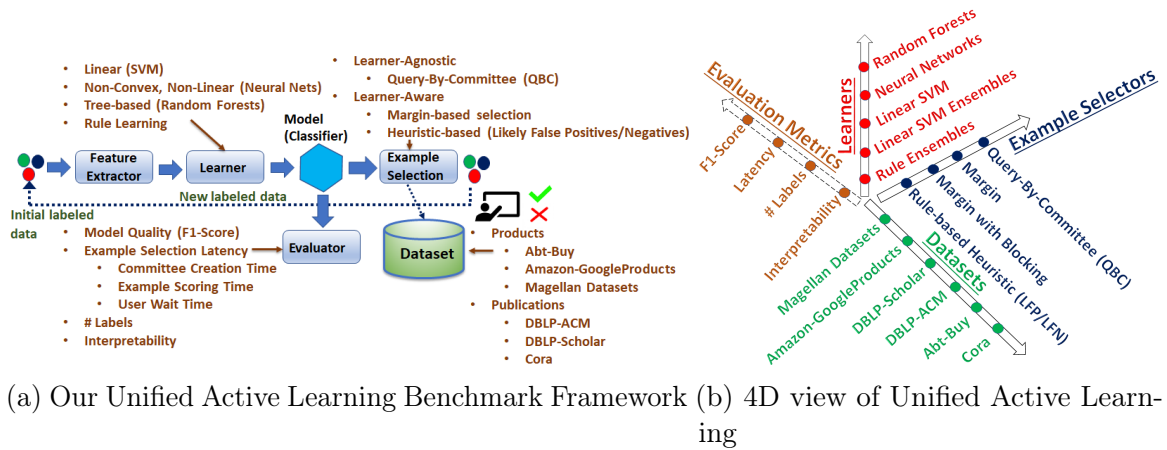 • Linear (SVM)
• Non-Convex, Non-Linear (Neural Nets)
• Tree-based (Random Forests)
• Rule Learning
• Learner-Agnostic
• Query-By-Committee (QBC)
• Learner-Aware
• Margin-based selection
• Heuristic-based (Likely False Positives/Negatives)
Model
(Classifier)
Feature
Extractor
Learner
Example
Selection
New labeled data
Initial labeled
data
Evaluator
Dataset
• Model Quality (F1-Score)
• Example Selection Latency
• Committee Creation Time
• Example Scoring Time
• User Wait Time
• # Labels
• Interpretability
• Products
• Abt-Buy
• Amazon-GoogleProducts
• Magellan Datasets
• Publications
• DBLP-ACM
• DBLP-Scholar
• Cora
(a) Our Unified Active Learning Benchmark Framework
Evaluation Metrics
F1-Score
Latency
# Labels
Interpretability
Learners
Random Forests
Neural Networks
Linear SVM
Linear SVM Ensembles
Rule Ensembles
Example Selectors
Query-By-Committee (QBC)
Margin
Margin with Blocking
Rule-based Heuristic (LFP/LFN)
Datasets
Magellan Datasets
Amazon-GoogleProducts
DBLP-Scholar
DBLP-ACM
Abt-Buy
Cora
(b) 4D view of Unified Active Learn-
ing